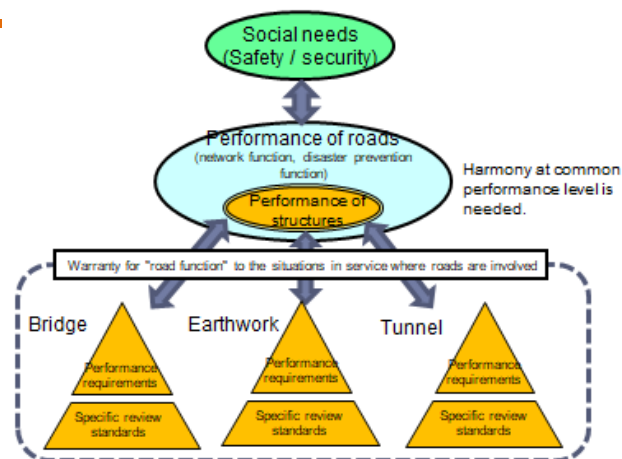 Social needs
(Safety / security)
Performance of roads
(network function, disaster prevention
function)
Performance of
structures
Harmony at common
performance level is
needed.
Warranty for "road function" to the situations in service where roads are involved
Bridge
Earthwork
Tunnel
Performance
requirements
Performance
requirements
Performance
requirements
Specific review
standards
Specific review
standards
Specific review
standards